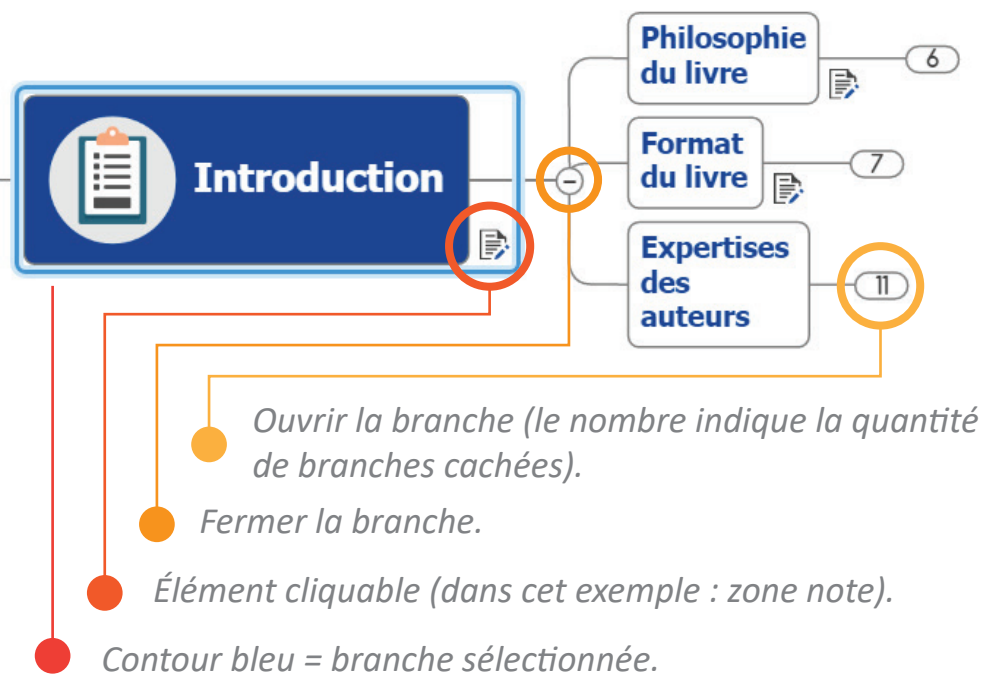 Philosophie
du livre
6
Introduction
Format
du livre
7
Expertises
des
auteurs
11
Ouvrir la branche (le nombre indique la quantité
de branches cachées).
Fermer la branche.
Élément cliquable (dans cet exemple : zone note).
Contour bleu = branche sélectionnée.